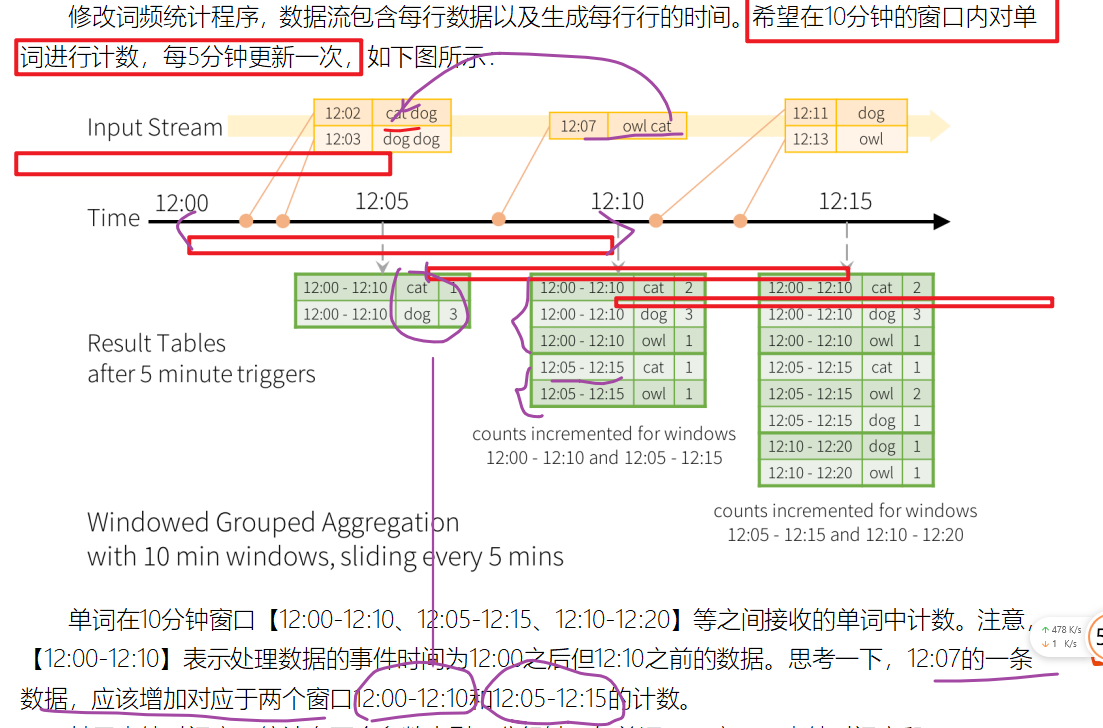 修改词频统计程序，数据流包含每行数据以及生成每行行的时间。希望在10分钟的窗口内对单
词进行计数，每5分钟更新一次，如下图所示：
Input Stream
12:02 cat dog
12:03 dog dog
12:07 owl cat
12:11 dog
12:13 owl
Time
12:00
12:05
12:10
12:15
Result Tables
after 5 minute triggers
12:00 - 12:10 cat 1
12:00 - 12:10 dog 3
12:00 - 12:10 cat 2
12:00 - 12:10 dog 3
12:00 - 12:10 owl 1
12:05 - 12:15 cat 1
12:05 - 12:15 owl 1
counts incremented for windows
12:00 - 12:10 and 12:05 - 12:15
12:00 - 12:10 cat 2
12:00 - 12:10 dog 3
12:00 - 12:10 owl 1
12:05 - 12:15 cat 1
12:05 - 12:15 owl 2
12:05 - 12:15 dog 1
12:10 - 12:20 dog 1
12:10 - 12:20 owl 1
counts incremented for windows
12:05 - 12:15 and 12:10 - 12:20
Windowed Grouped Aggregation
with 10 min windows, sliding every 5 mins
单词在10分钟窗口【12:00-12:10、12:05-12:15、12:10-12:20】等之间接收的单词中计数。注意，
【12:00-12:10】表示处理数据的事件时间为12:00之后但12:10之前的数据。思考一下，12:07的一条
数据，应该增加对应于两个窗口12:00-12:10和12:05-12:15的计数。
↑ 478 K/s
↓ 1 K/s
5